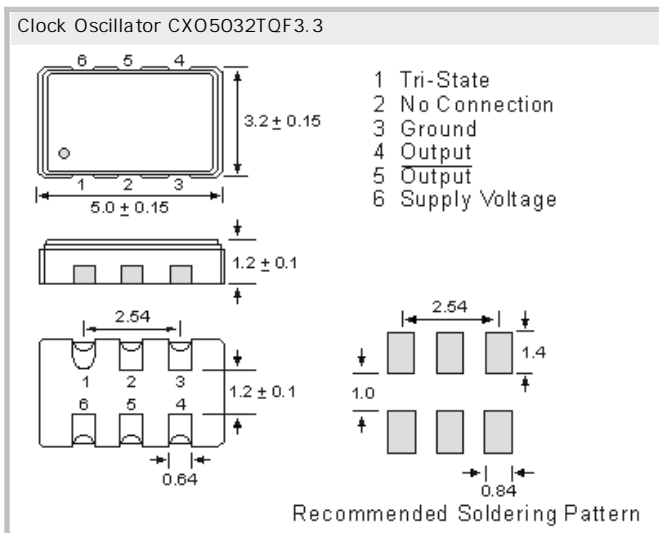 Clock Oscillator CXO5032TQF3.3
6 5 4
1 Tri-State
2 No Connection
3 Ground
4 Output
5 O̅u̅t̅p̅u̅t̅
6 Supply Voltage
3.2 ± 0.15
1 2 3
5.0 ± 0.15
1.2 ± 0.1
2.54
1 2 3
6 5 4
1.2 ± 0.1
0.64
2.54
1.4
1.0
0.84
Recommended Soldering Pattern